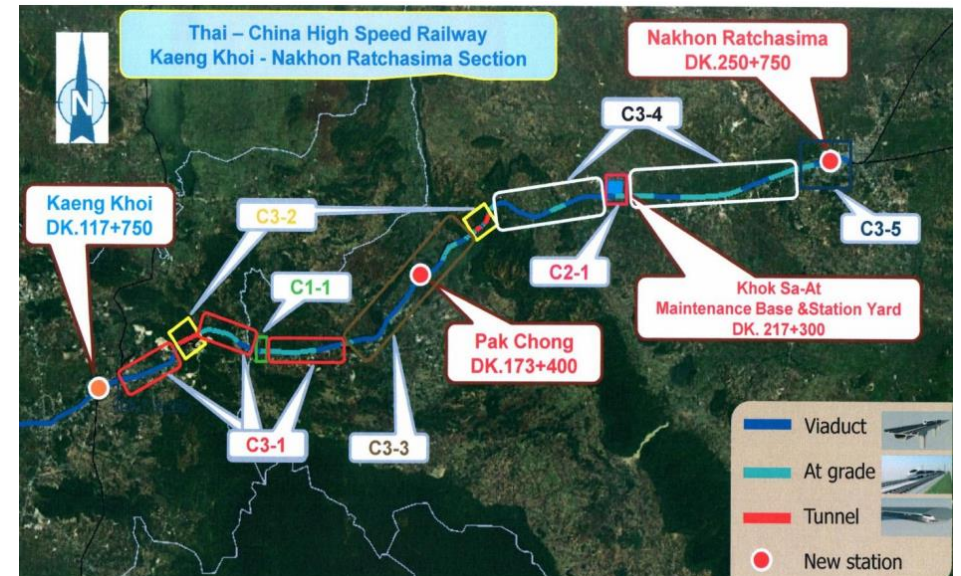 Thai – China High Speed Railway
Kaeng Khoi - Nakhon Ratchasima Section
N
Nakhon Ratchasima
DK.250+750
C3-4
Kaeng Khoi
DK.117+750
C3-2
C3-5
C2-1
C1-1
Khok Sa-At
Maintenance Base &Station Yard
DK. 217+300
Pak Chong
DK.173+400
C3-1
C3-3
Viaduct
At grade
Tunnel
New station